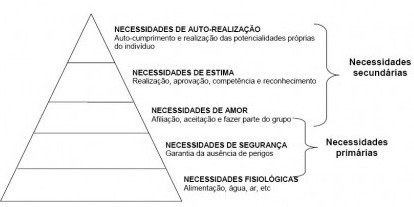 NECESSIDADES DE AUTO-REALIZAÇÃO
Auto-cumprimento e realização das potencialidades próprias
do indivíduo
NECESSIDADES DE ESTIMA
Realização, aprovação, competência e reconhecimento
NECESSIDADES DE AMOR
Afiliação, aceitação e fazer parte do grupo
NECESSIDADES DE SEGURANÇA
Garantia da ausência de perigos
NECESSIDADES FISIOLÓGICAS
Alimentação, água, ar, etc
Necessidades
secundárias
Necessidades
primárias